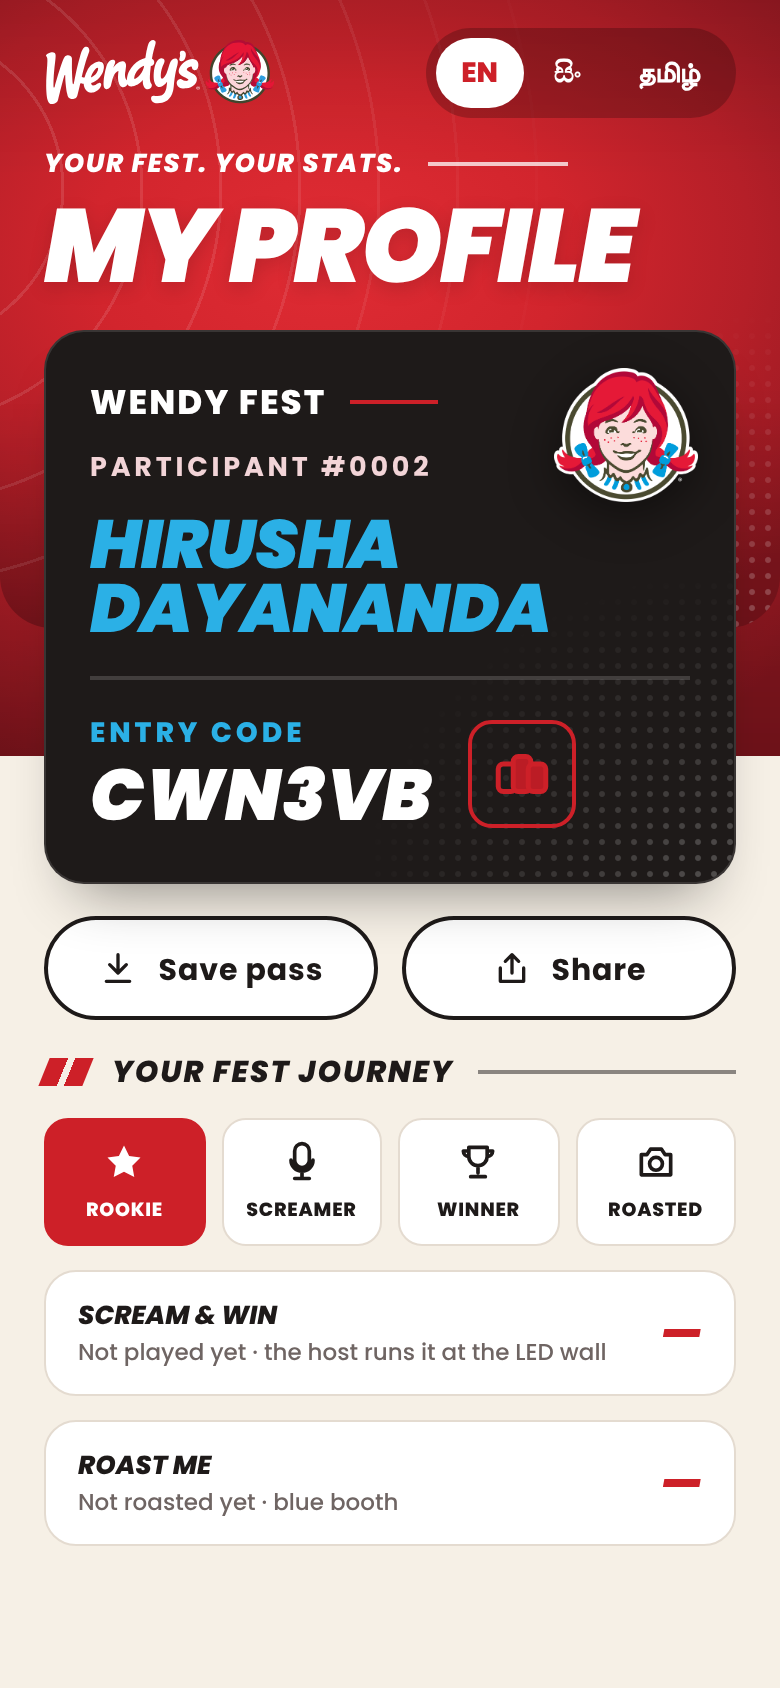 Wendy's
EN සිං தமிழ்
YOUR FEST. YOUR STATS.
MY PROFILE
WENDY FEST
PARTICIPANT #0002
HIRUSHA
DAYANANDA
ENTRY CODE
CWN3VB
Save pass
Share
YOUR FEST JOURNEY
ROOKIE
SCREAMER
WINNER
ROASTED
SCREAM & WIN
Not played yet · the host runs it at the LED wall
ROAST ME
Not roasted yet · blue booth